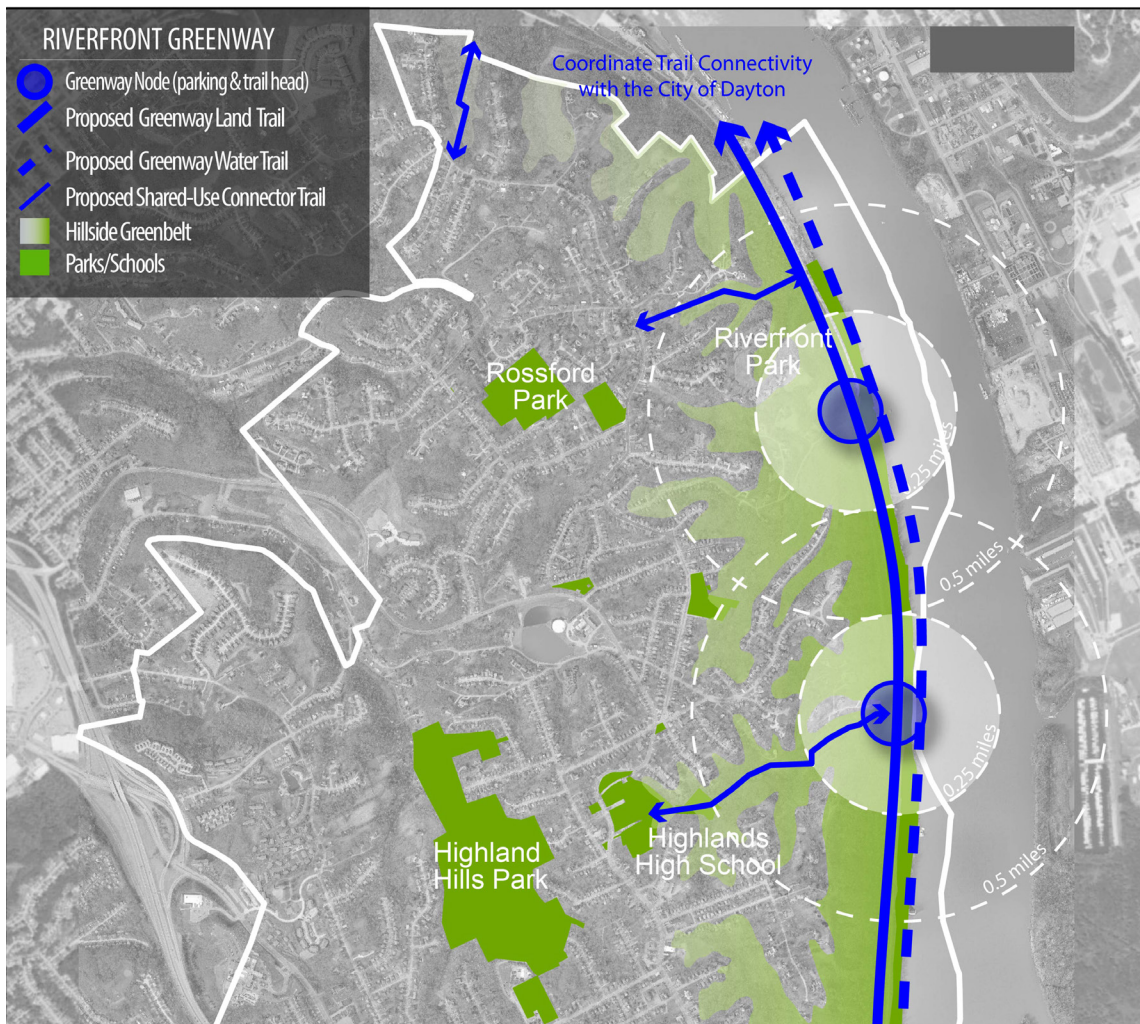 RIVERFRONT GREENWAY
Greenway Node (parking & trail head)
Proposed Greenway Land Trail
Proposed Greenway Water Trail
Proposed Shared-Use Connector Trail
Hillside Greenbelt
Parks/Schools
Coordinate Trail Connectivity
with the City of Dayton
Riverfront
Park
Rossford
Park
0.25 miles
0.5 miles
0.25 miles
Highlands
High School
Highland
Hills Park
0.5 miles